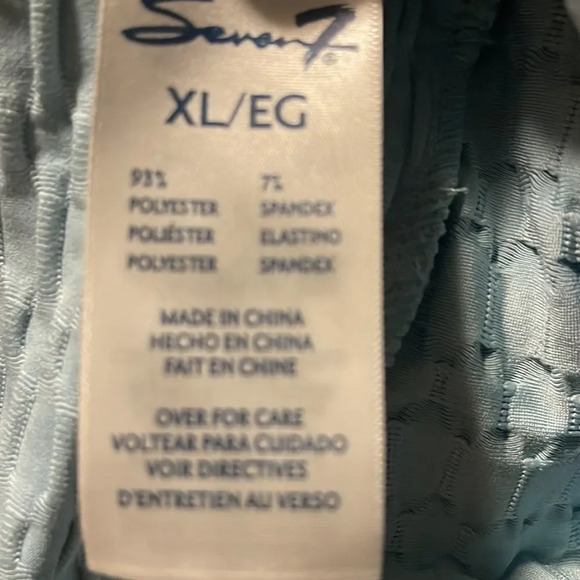 Seven7®
XL/EG
93% 7%
POLYESTER SPANDEX
POLIÉSTER ELASTINO
POLYESTER SPANDEX
MADE IN CHINA
HECHO EN CHINA
FAIT EN CHINE
OVER FOR CARE
VOLTEAR PARA CUIDADO
VOIR DIRECTIVES
D'ENTRETIEN AU VERSO